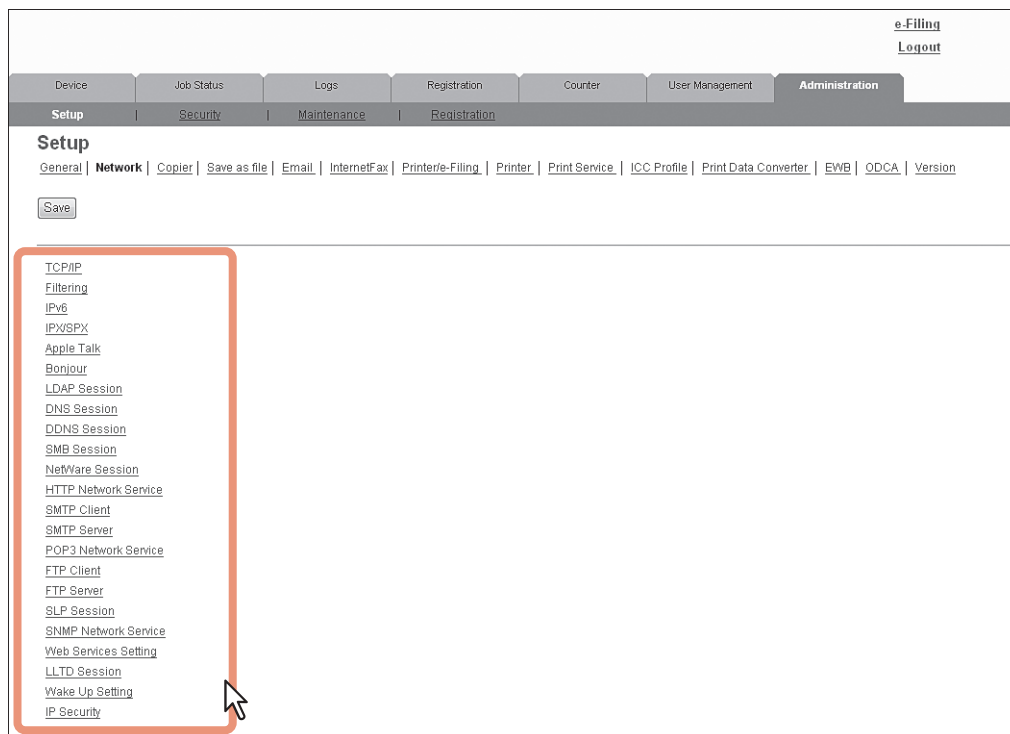 e-Filing
Logout
Device Job Status Logs Registration Counter User Management Administration
Setup | Security | Maintenance | Registration
Setup
General | Network | Copier | Save as file | Email | InternetFax | Printer/e-Filing | Printer | Print Service | ICC Profile | Print Data Converter | EWB | ODCA | Version
Save
TCP/IP
Filtering
IPv6
IPX/SPX
Apple Talk
Bonjour
LDAP Session
DNS Session
DDNS Session
SMB Session
NetWare Session
HTTP Network Service
SMTP Client
SMTP Server
POP3 Network Service
FTP Client
FTP Server
SLP Session
SNMP Network Service
Web Services Setting
LLTD Session
Wake Up Setting
IP Security